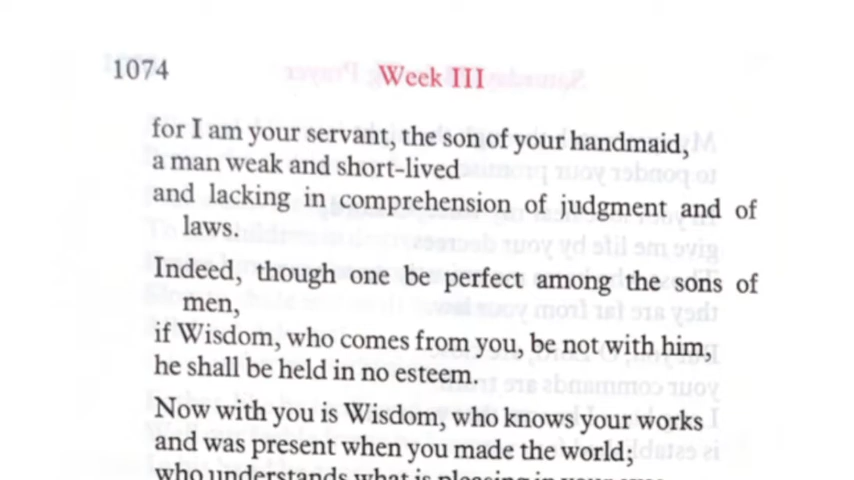 1074
Week III
for I am your servant, the son of your handmaid,
a man weak and short-lived
and lacking in comprehension of judgment and of
laws.
Indeed, though one be perfect among the sons of
men,
if Wisdom, who comes from you, be not with him,
he shall be held in no esteem.
Now with you is Wisdom, who knows your works
and was present when you made the world;
who understands what is pleasing in your eyes